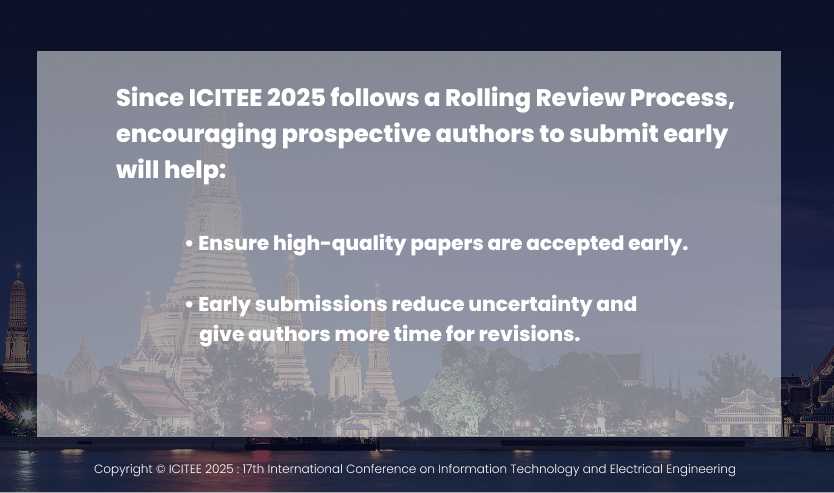 Since ICITEE 2025 follows a Rolling Review Process,
encouraging prospective authors to submit early
will help:
• Ensure high-quality papers are accepted early.
• Early submissions reduce uncertainty and
give authors more time for revisions.
Copyright © ICITEE 2025 : 17th International Conference on Information Technology and Electrical Engineering